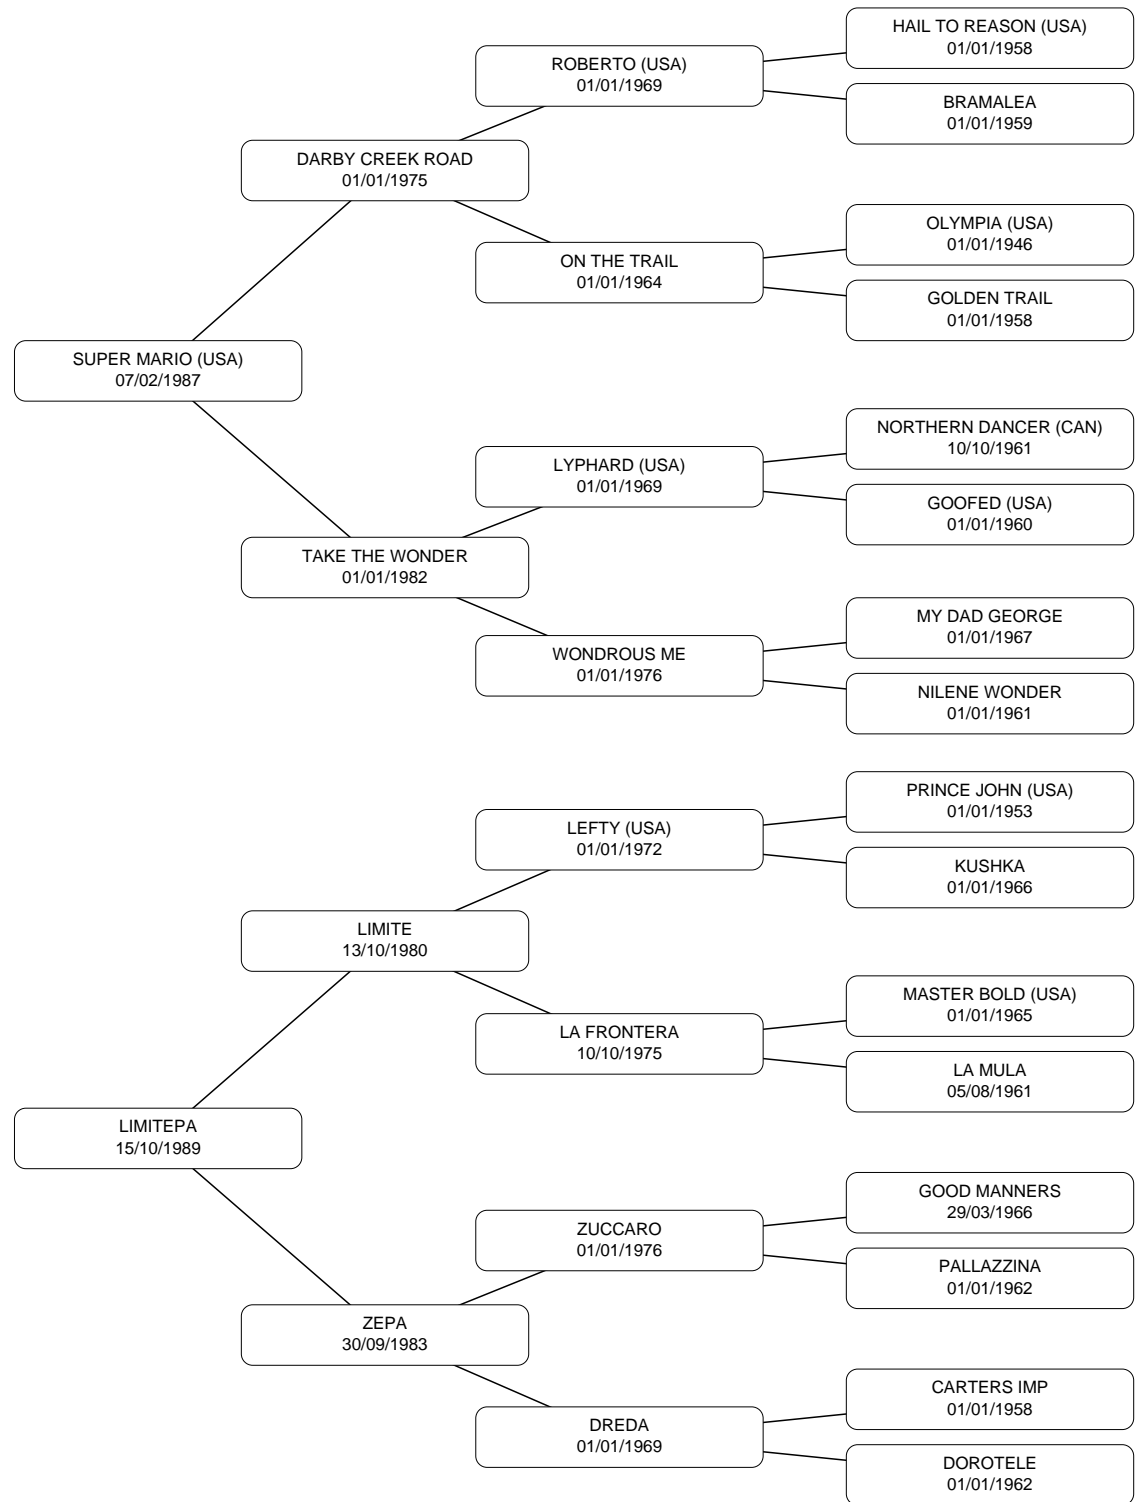 HAIL TO REASON (USA)
01/01/1958
ROBERTO (USA)
01/01/1969
BRAMALEA
01/01/1959
DARBY CREEK ROAD
01/01/1975
OLYMPIA (USA)
01/01/1946
ON THE TRAIL
01/01/1964
GOLDEN TRAIL
01/01/1958
SUPER MARIO (USA)
07/02/1987
NORTHERN DANCER (CAN)
10/10/1961
LYPHARD (USA)
01/01/1969
GOOFED (USA)
01/01/1960
TAKE THE WONDER
01/01/1982
MY DAD GEORGE
01/01/1967
WONDROUS ME
01/01/1976
NILENE WONDER
01/01/1961
PRINCE JOHN (USA)
01/01/1953
LEFTY (USA)
01/01/1972
KUSHKA
01/01/1966
LIMITE
13/10/1980
MASTER BOLD (USA)
01/01/1965
LA FRONTERA
10/10/1975
LA MULA
05/08/1961
LIMITEPA
15/10/1989
GOOD MANNERS
29/03/1966
ZUCCARO
01/01/1976
PALLAZZINA
01/01/1962
ZEPA
30/09/1983
CARTERS IMP
01/01/1958
DREDA
01/01/1969
DOROTELE
01/01/1962